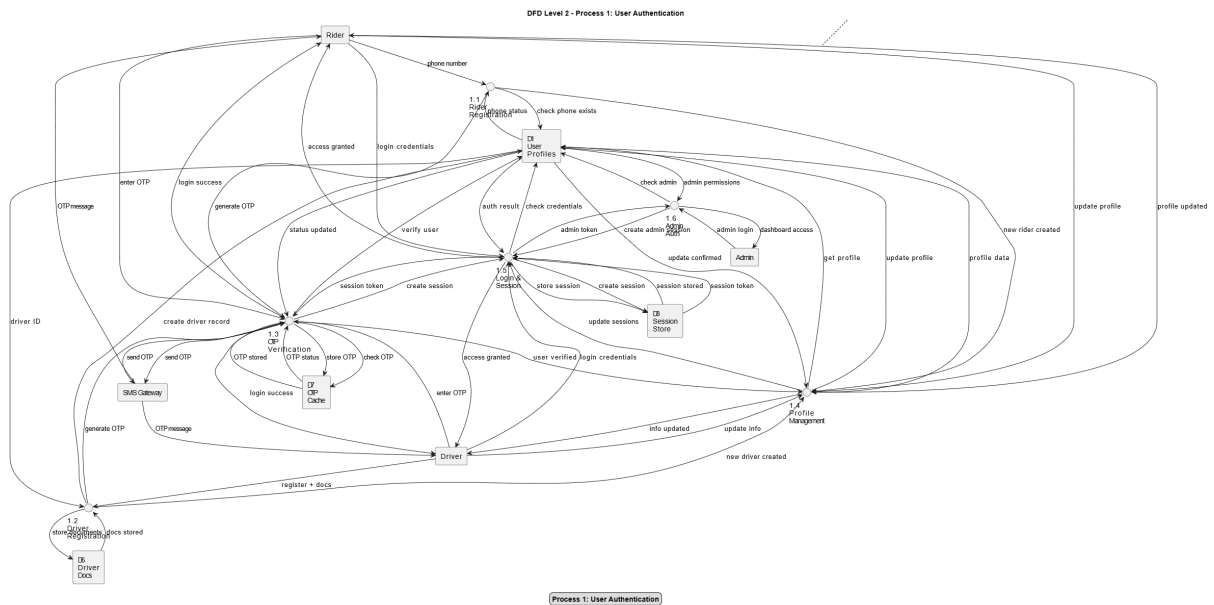 DFD Level 2 - Process 1: User Authentication
Rider
phone number
1.1
Rider
Registration
phone status
check phone exists
D1
User
Profiles
access granted
login credentials
enter OTP
login success
OTP message
generate OTP
status updated
verify user
auth result
check credentials
check admin
admin permissions
1.6
Admin
Auth
admin token
create admin session
admin login
dashboard access
Admin
update confirmed
get profile
update profile
profile data
new rider created
update profile
profile updated
1.5
Login &
Session
session token
create session
store session
create session
session stored
session token
D8
Session
Store
driver ID
create driver record
update sessions
1.3
OTP
Verification
send OTP
send OTP
OTP stored
OTP status
store OTP
check OTP
user verified
access granted
login credentials
SMS Gateway
D7
OTP
Cache
login success
enter OTP
1.4
Profile
Management
generate OTP
OTP message
info updated
update info
Driver
new driver created
register + docs
1.2
Driver
Registration
store documents
docs stored
D6
Driver
Docs
Process 1: User Authentication